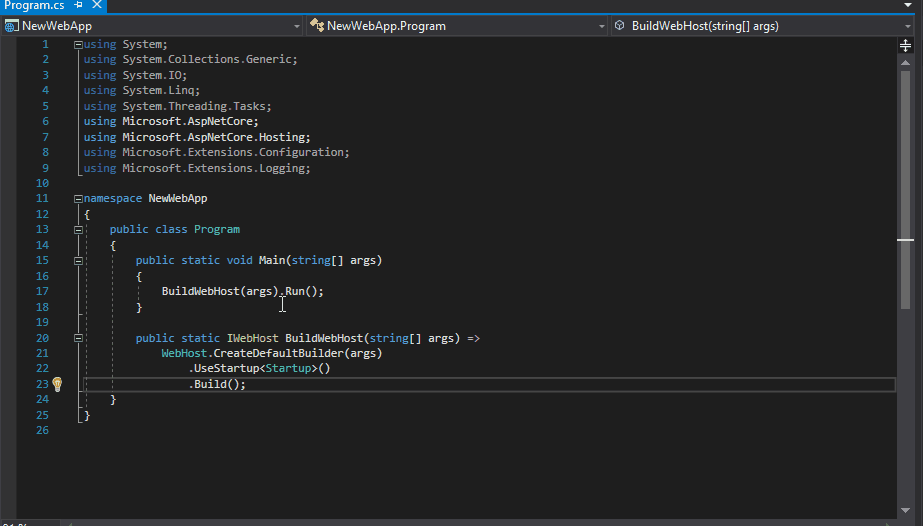 Program.cs
NewWebApp NewWebApp.Program BuildWebHost(string[] args)
1 using System;
2 using System.Collections.Generic;
3 using System.IO;
4 using System.Linq;
5 using System.Threading.Tasks;
6 using Microsoft.AspNetCore;
7 using Microsoft.AspNetCore.Hosting;
8 using Microsoft.Extensions.Configuration;
9 using Microsoft.Extensions.Logging;
10
11 namespace NewWebApp
12 {
13 public class Program
14 {
15 public static void Main(string[] args)
16 {
17 BuildWebHost(args).Run();
18 }
19
20 public static IWebHost BuildWebHost(string[] args) =>
21 WebHost.CreateDefaultBuilder(args)
22 .UseStartup<Startup>()
23 .Build();
24 }
25 }
26